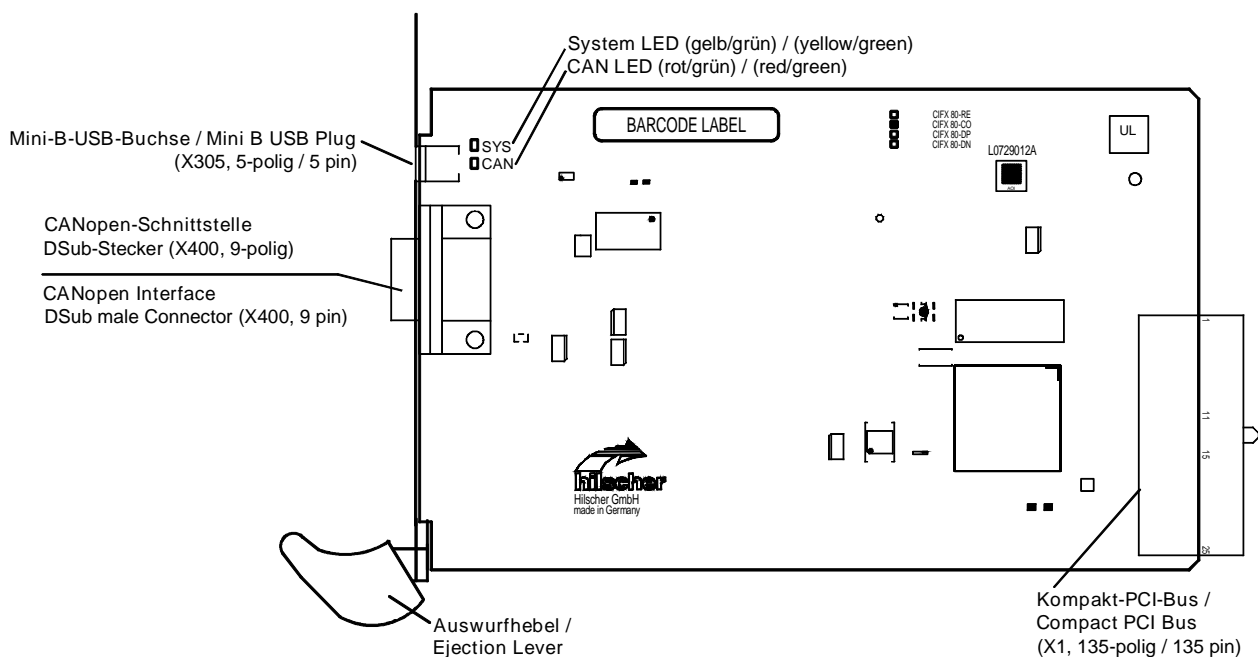 System LED (gelb/grün) / (yellow/green)
CAN LED (rot/grün) / (red/green)
BARCODE LABEL
CIFX 80-RE
CIFX 80-CO
CIFX 80-DP
CIFX 80-DN
UL
Mini-B-USB-Buchse / Mini B USB Plug
(X305, 5-polig / 5 pin)
SYS
CAN
L0729012A
CANopen-Schnittstelle
DSub-Stecker (X400, 9-polig)
CANopen Interface
DSub male Connector (X400, 9 pin)
1
11
15
25
hilscher
Hilscher GmbH
made in Germany
Auswurfhebel /
Ejection Lever
Kompakt-PCI-Bus /
Compact PCI Bus
(X1, 135-polig / 135 pin)